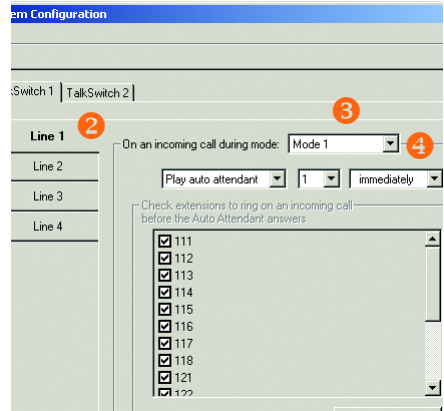 em Configuration
Switch 1 TalkSwitch 2
2
3
Line 1
On an incoming call during mode: Mode 1
4
Line 2
Play auto attendant 1 immediately
Line 3
Check extensions to ring on an incoming call
before the Auto Attendant answers
Line 4
111
112
113
114
115
116
117
118
121
122